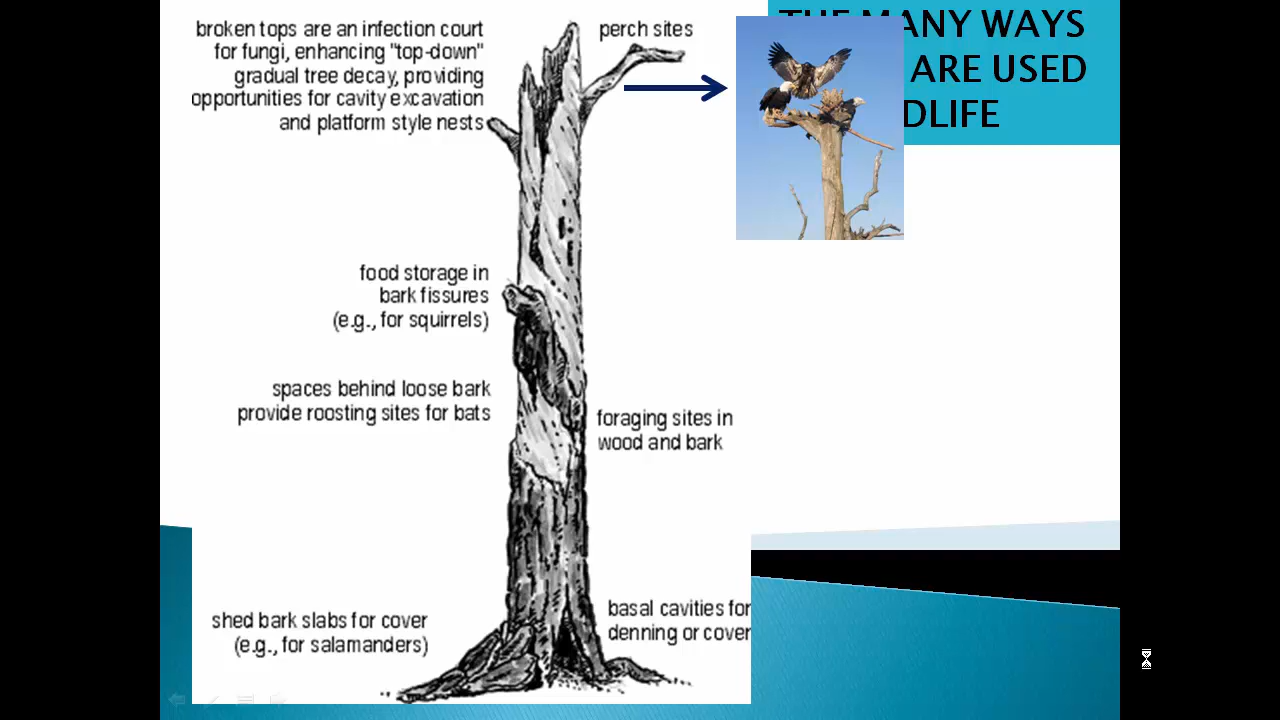 THE MANY WAYS
ARE USED
broken tops are an infection court
for fungi, enhancing "top-down"
gradual tree decay, providing
opportunities for cavity excavation
and platform style nests
perch sites
food storage in
bark fissures
(e.g., for squirrels)
spaces behind loose bark
provide roosting sites for bats
foraging sites in
wood and bark
shed bark slabs for cover
(e.g., for salamanders)
basal cavities for
denning or cover